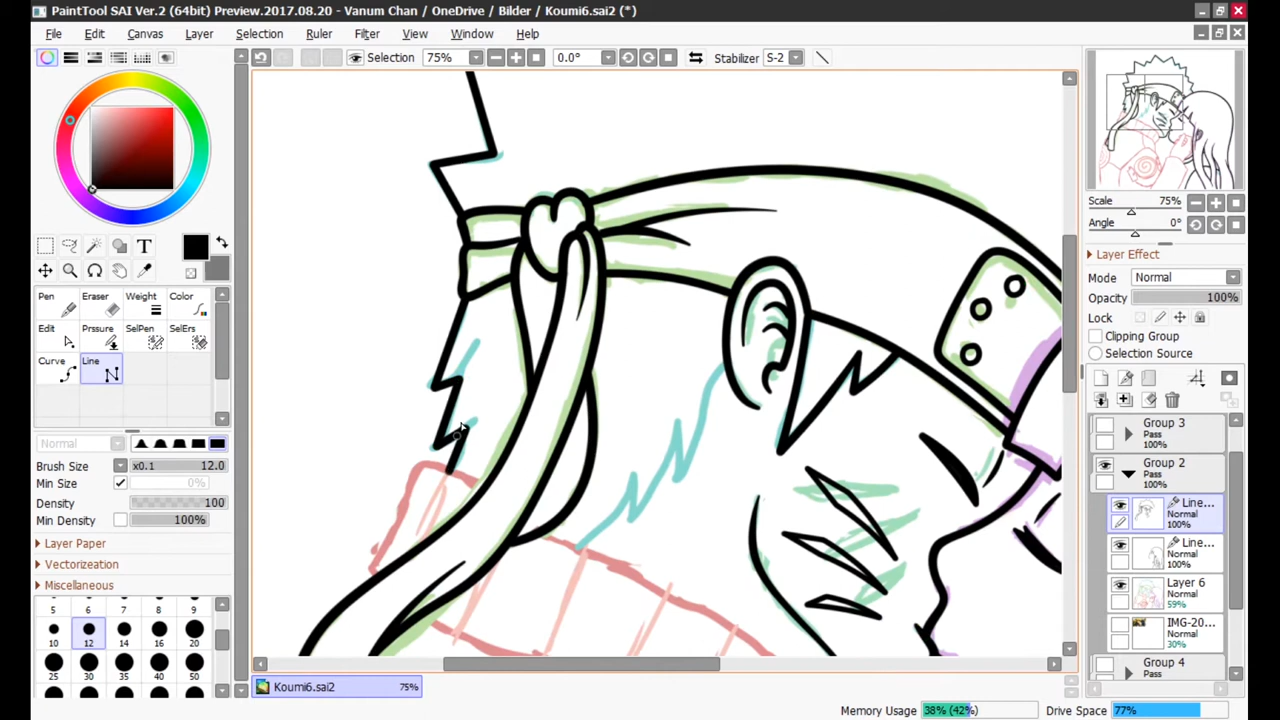 PaintTool SAI Ver.2 (64bit) Preview.2017.08.20 - Vanum Chan / OneDrive / Bilder / Koumi6.sai2 (*)
File Edit Canvas Layer Selection Ruler Filter View Window Help
Selection 75% 0.0° Stabilizer S-2
T
Pen Eraser Weight Color
Edit Prssure SelPen SelErs
Curve Line
Normal
Brush Size x0.1 12.0
Min Size 0%
Density 100
Min Density 100%
Layer Paper
Vectorization
Miscellaneous
5 6 7 8 9
10 12 14 16 20
25 30 35 40 50
Koumi6.sai2 75%
Scale 75%
Angle 0°
Layer Effect
Mode Normal
Opacity 100%
Lock
Clipping Group
Selection Source
Group 3
Pass
100%
Group 2
Pass
100%
Line...
Normal
100%
Line...
Normal
100%
Layer 6
59%
IMG-20...
Normal
30%
Group 4
Pass
Memory Usage 38% (42%) Drive Space 77%